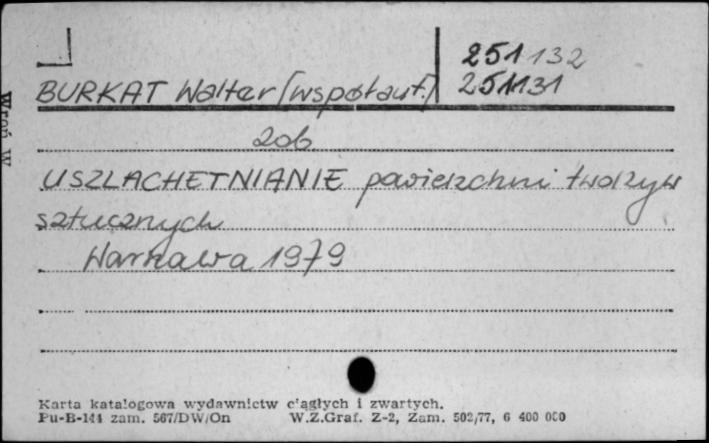 251132
BURKAT Walter [współaut.] 251131
zob
USZLACHETNIANIE powierzchni tworzyw
sztucznych
Warszawa 1979
Karta katalogowa wydawnictw ciągłych i zwartych.
Pu-B-144 zam. 567/DW/On W.Z.Graf. Z-2, Zam. 502/77, 6 400 000